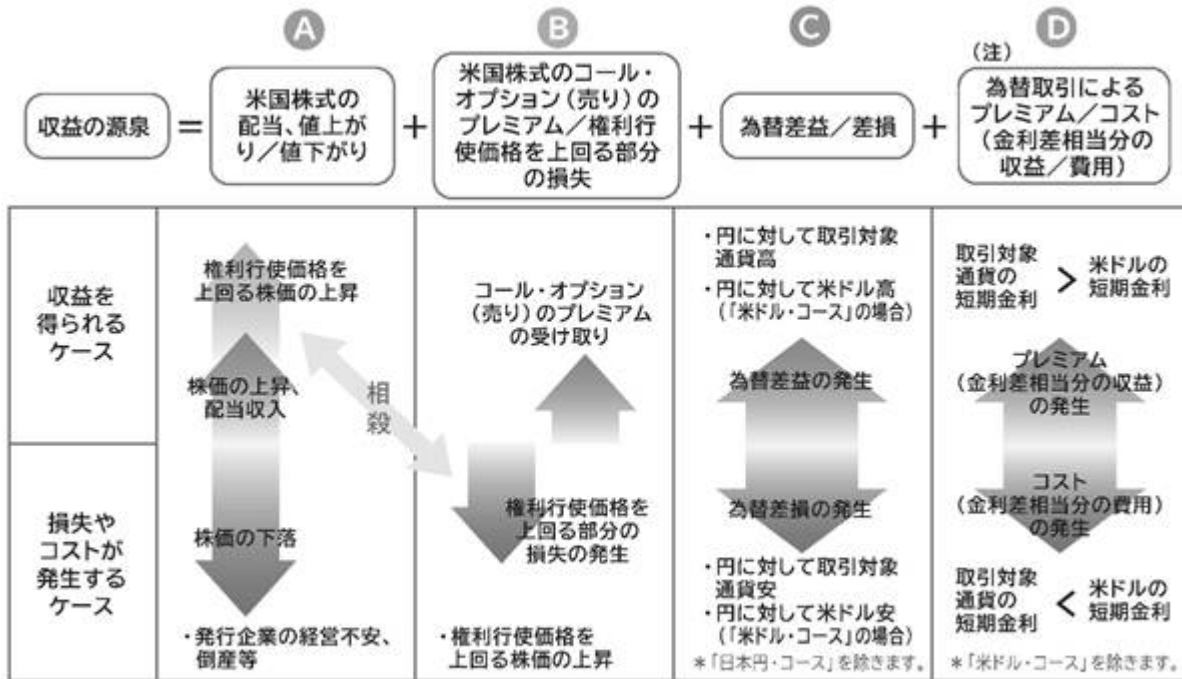 A
B
C
D
(注)
収益の源泉
=
米国株式の
配当、値上が
り/値下がり
+
米国株式のコール・
オプション(売り)の
プレミアム/権利行
使価格を上回る部分
の損失
+
為替差益/差損
+
為替取引による
プレミアム/コスト
(金利差相当分の
収益/費用)
収益を
得られる
ケース
権利行使価格を
上回る株価の上昇
株価の上昇、
配当収入
相殺
コール・オプション
(売り)のプレミアム
の受け取り
・円に対して取引対象
通貨高
・円に対して米ドル高
(「米ドル・コース」の場合)
為替差益の発生
取引対象
通貨の
短期金利
>
米ドルの
短期金利
プレミアム
(金利差相当分の収益)
の発生
損失や
コストが
発生する
ケース
株価の下落
・発行企業の経営不安、
倒産等
権利行使価格を
上回る部分の
損失の発生
・権利行使価格を
上回る株価の上昇
為替差損の発生
・円に対して取引対象
通貨安
・円に対して米ドル安
(「米ドル・コース」の場合)
*「日本円・コース」を除きます。
コスト
(金利差相当分の費用)
の発生
取引対象
通貨の
短期金利
<
米ドルの
短期金利
*「米ドル・コース」を除きます。